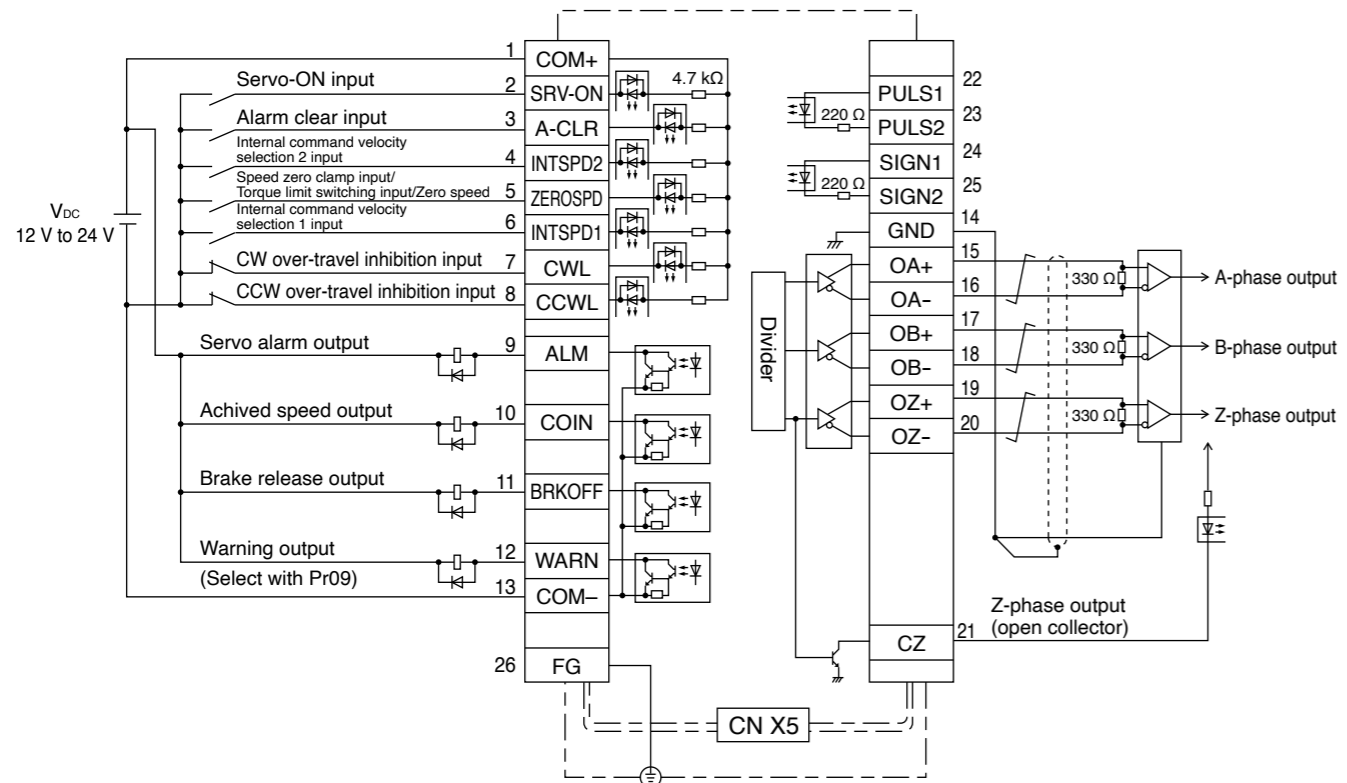 1
COM+
Servo-ON input
2
SRV-ON
4.7 kΩ
Alarm clear input
3
A-CLR
Internal command velocity
selection 2 input
4
INTSPD2
Speed zero clamp input/
Torque limit switching input/Zero speed
5
ZEROSPD
Internal command velocity
selection 1 input
6
INTSPD1
CW over-travel inhibition input
7
CWL
CCW over-travel inhibition input
8
CCWL
VDC
12 V to 24 V
Servo alarm output
9
ALM
Achived speed output
10
COIN
Brake release output
11
BRKOFF
Warning output
(Select with Pr09)
12
WARN
13
COM–
26
FG
22
PULS1
220 Ω
23
PULS2
24
SIGN1
220 Ω
25
SIGN2
14
GND
15
OA+
16
OA–
330 Ω
A-phase output
17
OB+
18
OB–
330 Ω
B-phase output
19
OZ+
20
OZ–
330 Ω
Z-phase output
Divider
Z-phase output
(open collector)
21
CZ
CN X5